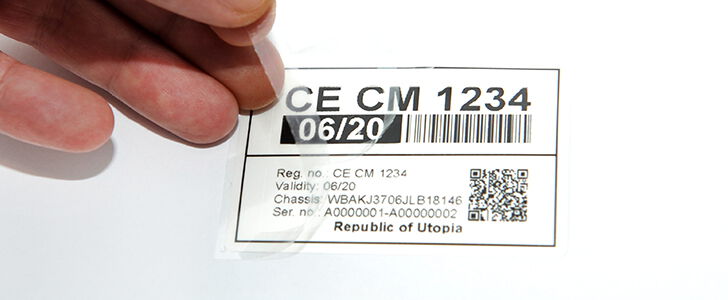 CE CM 1234
06/20
Reg. no.: CE CM 1234
Validity: 06/20
Chassis: WBAKJ3706JLB18146
Ser. no.: A0000001-A00000002
Republic of Utopia